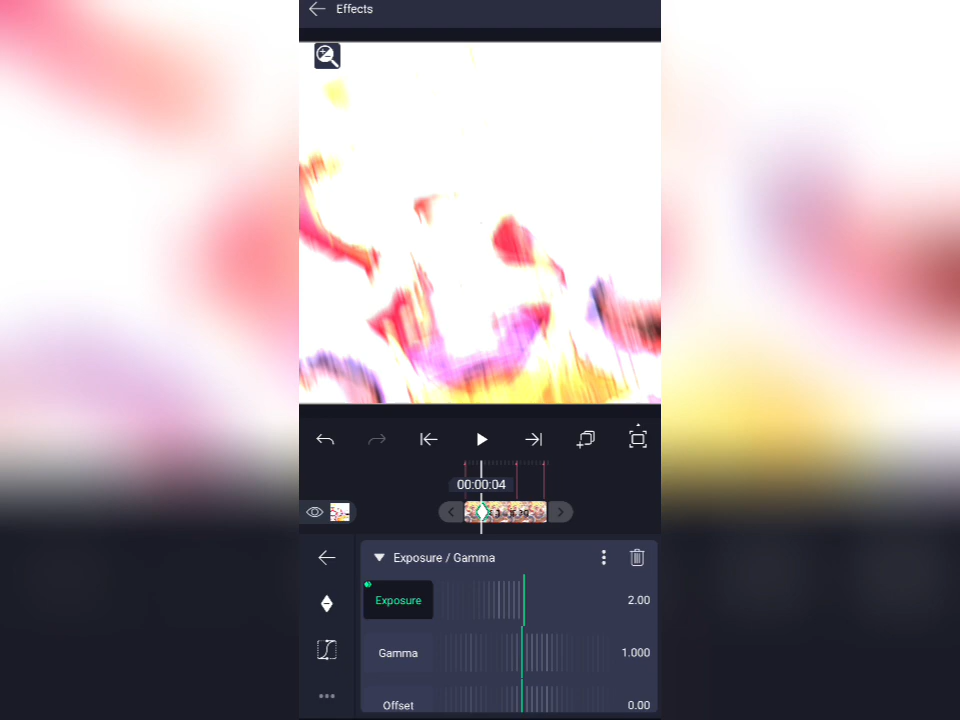 Effects
00:00:04
Exposure / Gamma
Exposure 2.00
Gamma 1.000
Offset 0.00